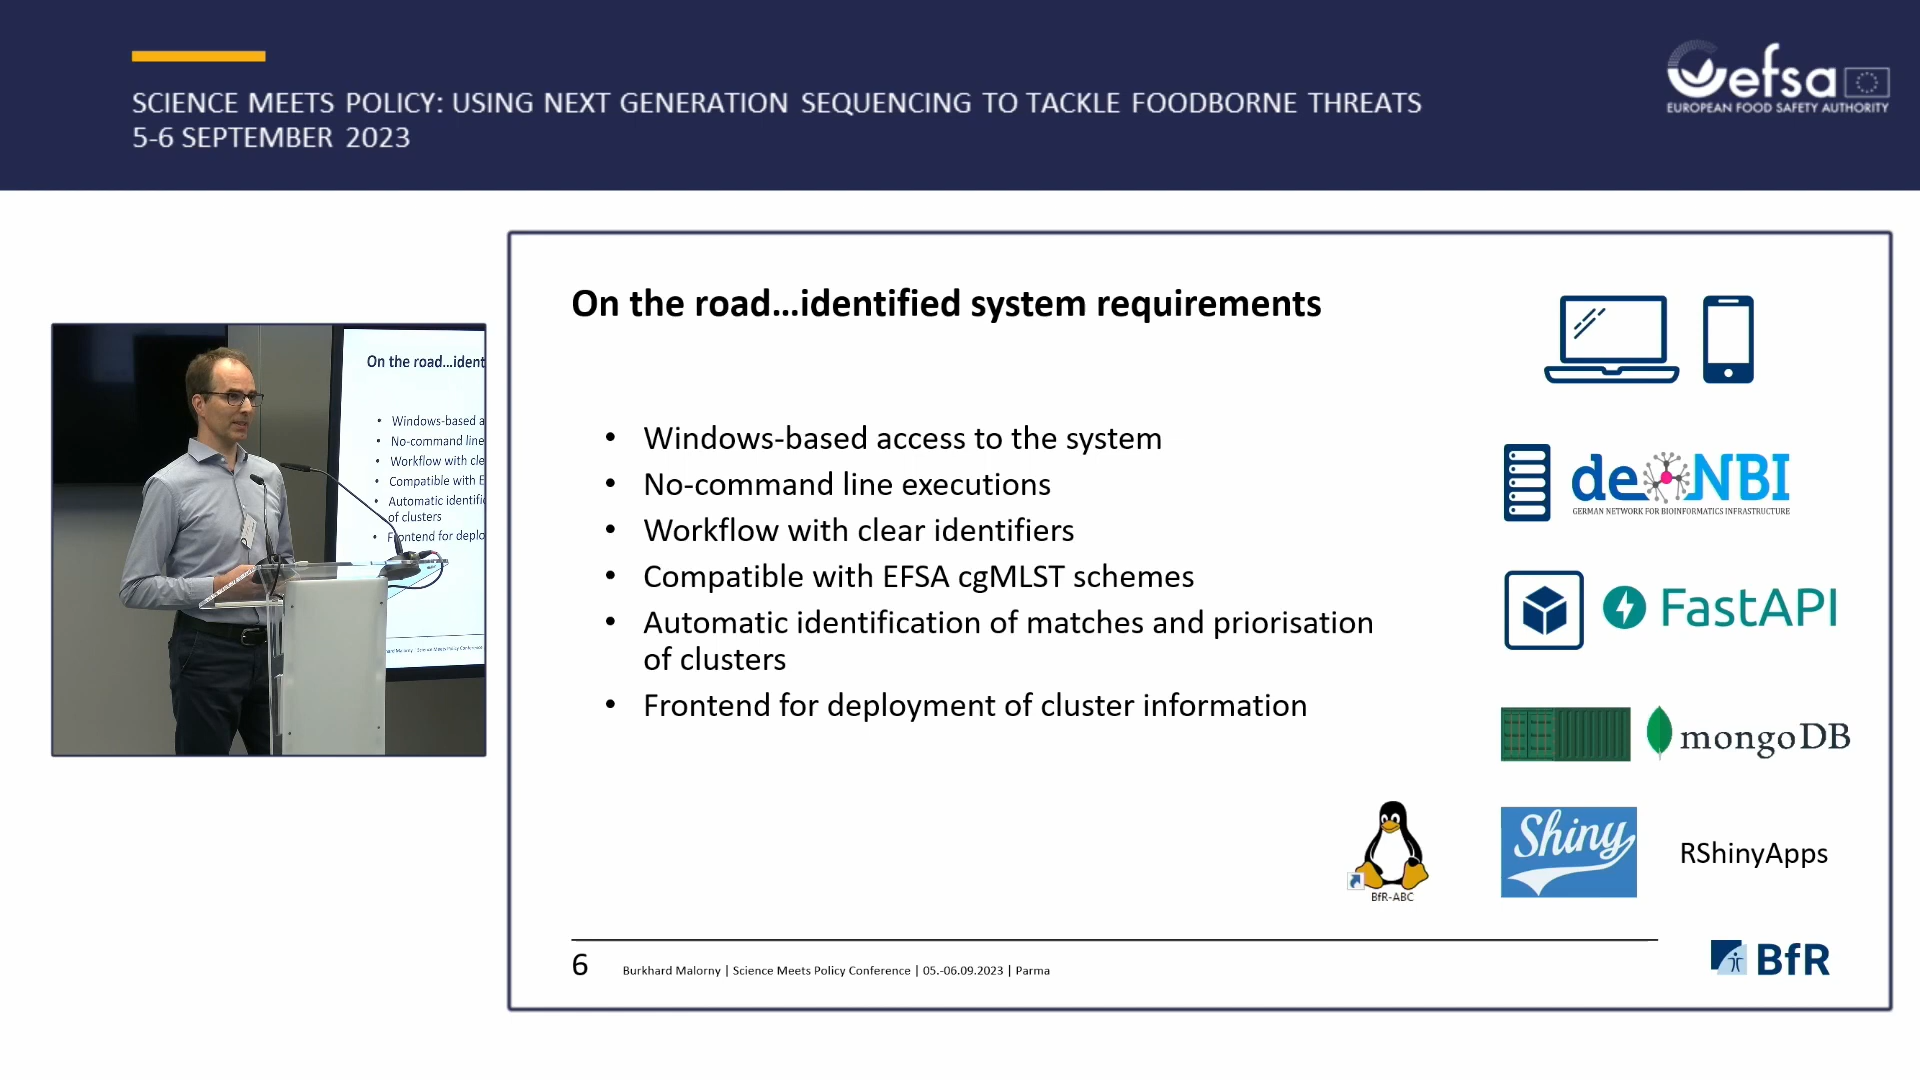 SCIENCE MEETS POLICY: USING NEXT GENERATION SEQUENCING TO TACKLE FOODBORNE THREATS
5-6 SEPTEMBER 2023
efsa
EUROPEAN FOOD SAFETY AUTHORITY
On the road...ident
• Windows-based a
• No-command line
• Workflow with cle
• Compatible with E
• Automatic identifi
of clusters
• Frontend for deplo
On the road...identified system requirements
• Windows-based access to the system
• No-command line executions
• Workflow with clear identifiers
• Compatible with EFSA cgMLST schemes
• Automatic identification of matches and priorisation
of clusters
• Frontend for deployment of cluster information
de NBI
GERMAN NETWORK FOR BIOINFORMATICS INFRASTRUCTURE
FastAPI
mongoDB
Shiny
RShinyApps
BfR-ABC
6
Burkhard Malorny | Science Meets Policy Conference | 05.-06.09.2023 | Parma
BfR